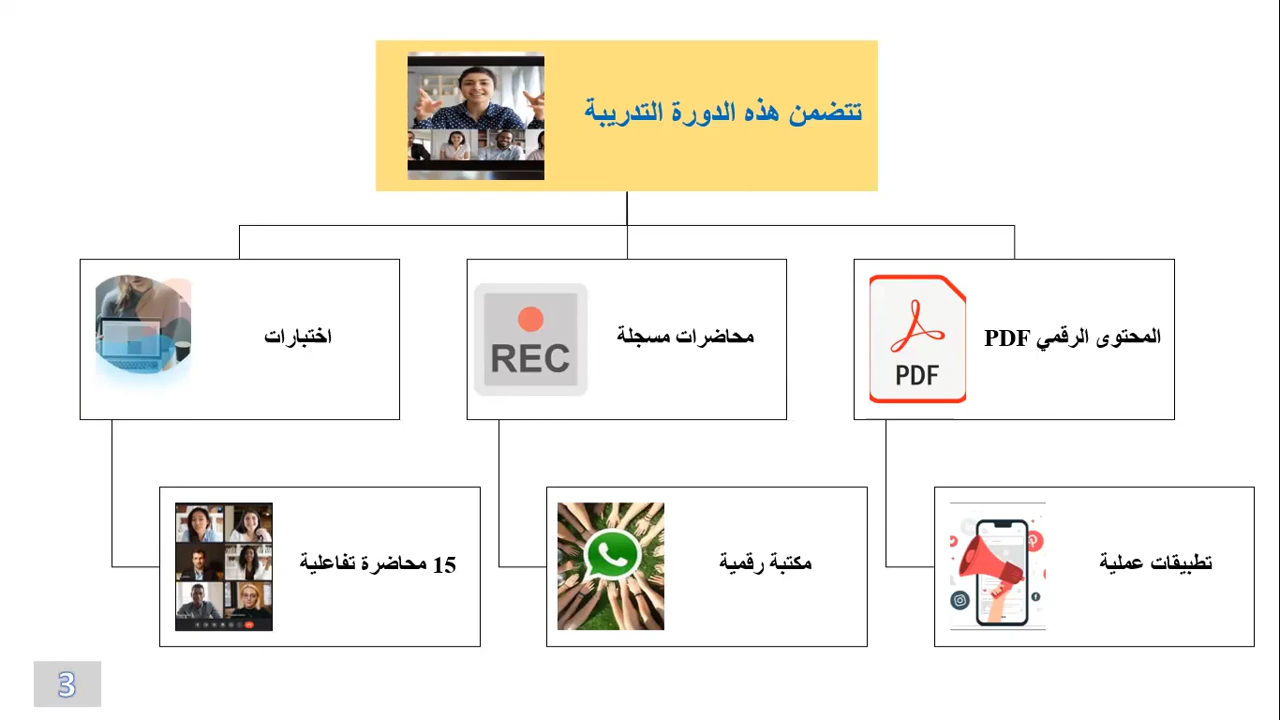 تتضمن هذه الدورة التدريبة
المحتوى الرقمي PDF
PDF
محاضرات مسجلة
REC
اختبارات
تطبيقات عملية
مكتبة رقمية
15 محاضرة تفاعلية
3